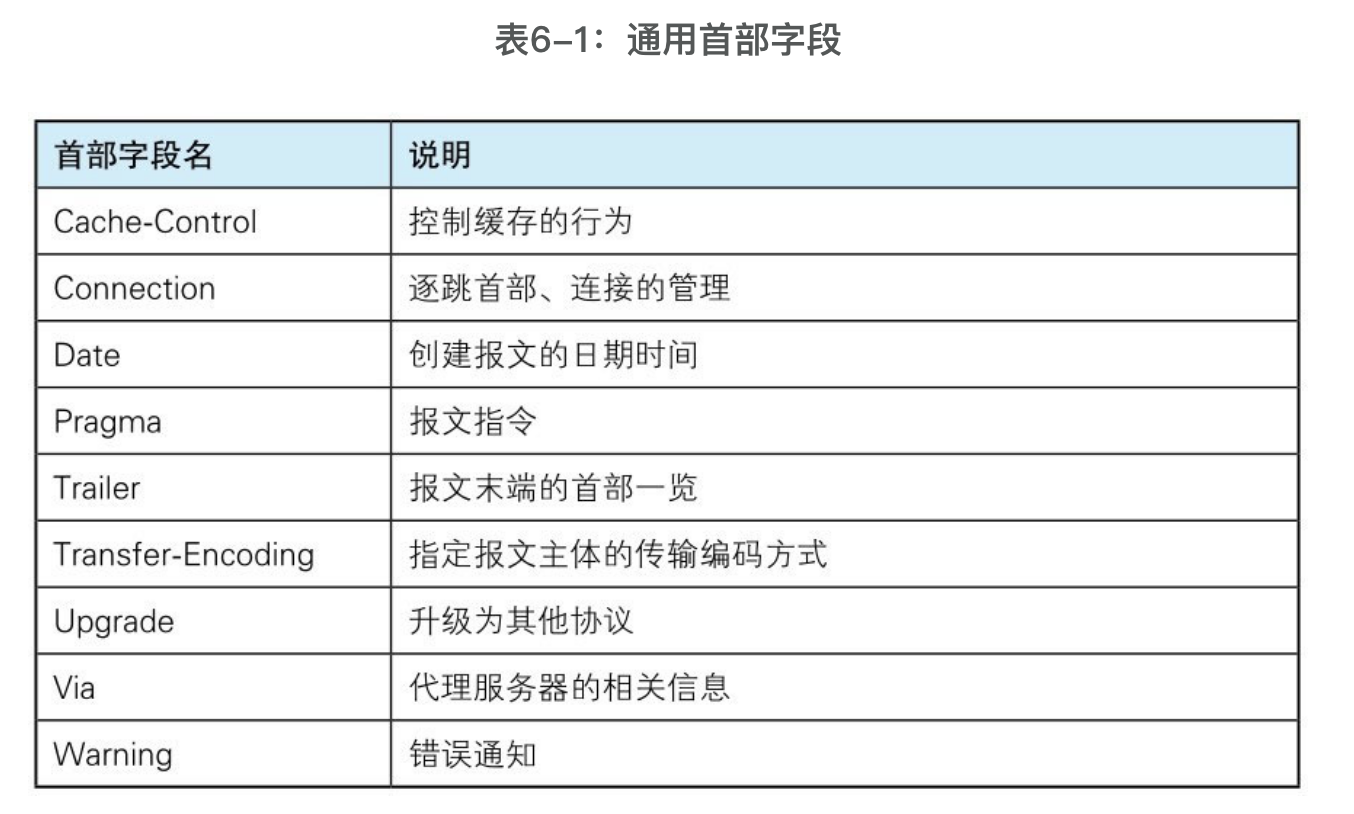 表6–1：通用首部字段
首部字段名 说明
Cache-Control 控制缓存的行为
Connection 逐跳首部、连接的管理
Date 创建报文的日期时间
Pragma 报文指令
Trailer 报文末端的首部一览
Transfer-Encoding 指定报文主体的传输编码方式
Upgrade 升级为其他协议
Via 代理服务器的相关信息
Warning 错误通知